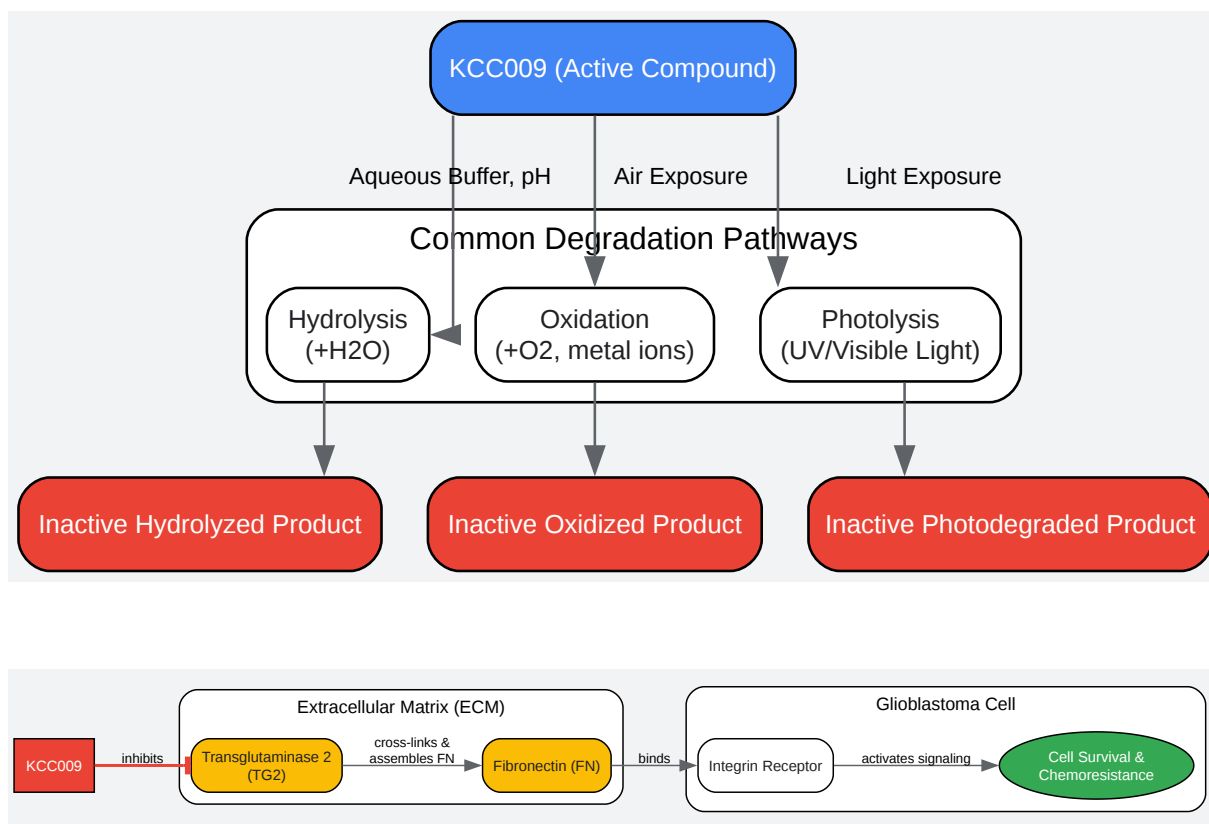 KCC009 (Active Compound)
Aqueous Buffer, pH
Air Exposure
Light Exposure
Common Degradation Pathways
Hydrolysis
(+H2O)
Oxidation
(+O2, metal ions)
Photolysis
(UV/Visible Light)
Inactive Hydrolyzed Product
Inactive Oxidized Product
Inactive Photodegraded Product
Extracellular Matrix (ECM)
Glioblastoma Cell
KCC009
inhibits
Transglutaminase 2
(TG2)
cross-links &
assembles FN
Fibronectin (FN)
binds
Integrin Receptor
activates signaling
Cell Survival &
Chemoresistance